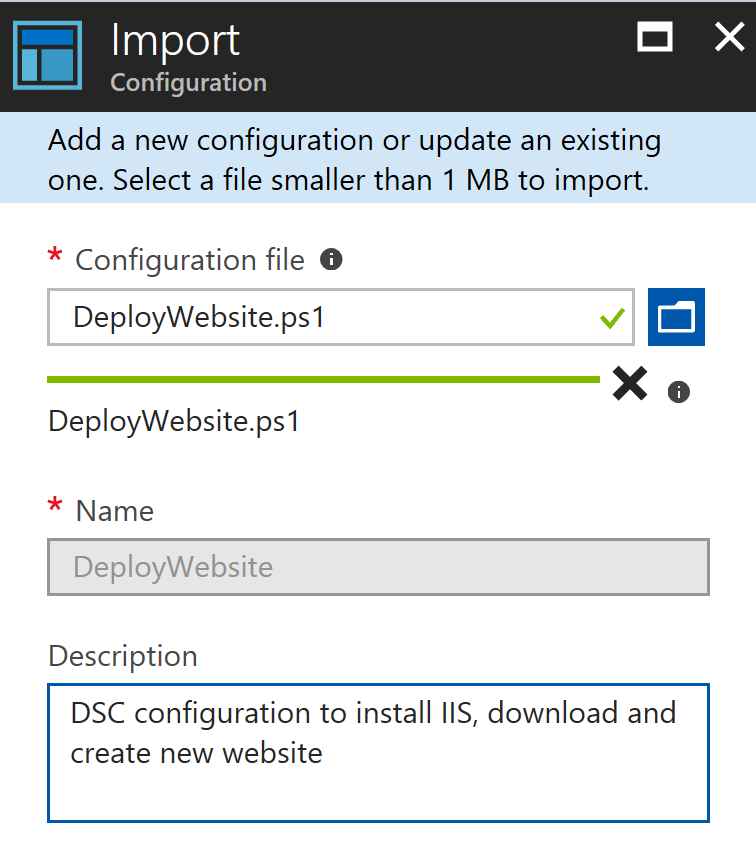 Import
Configuration
Add a new configuration or update an existing
one. Select a file smaller than 1 MB to import.
* Configuration file
DeployWebsite.ps1
DeployWebsite.ps1
* Name
DeployWebsite
Description
DSC configuration to install IIS, download and
create new website